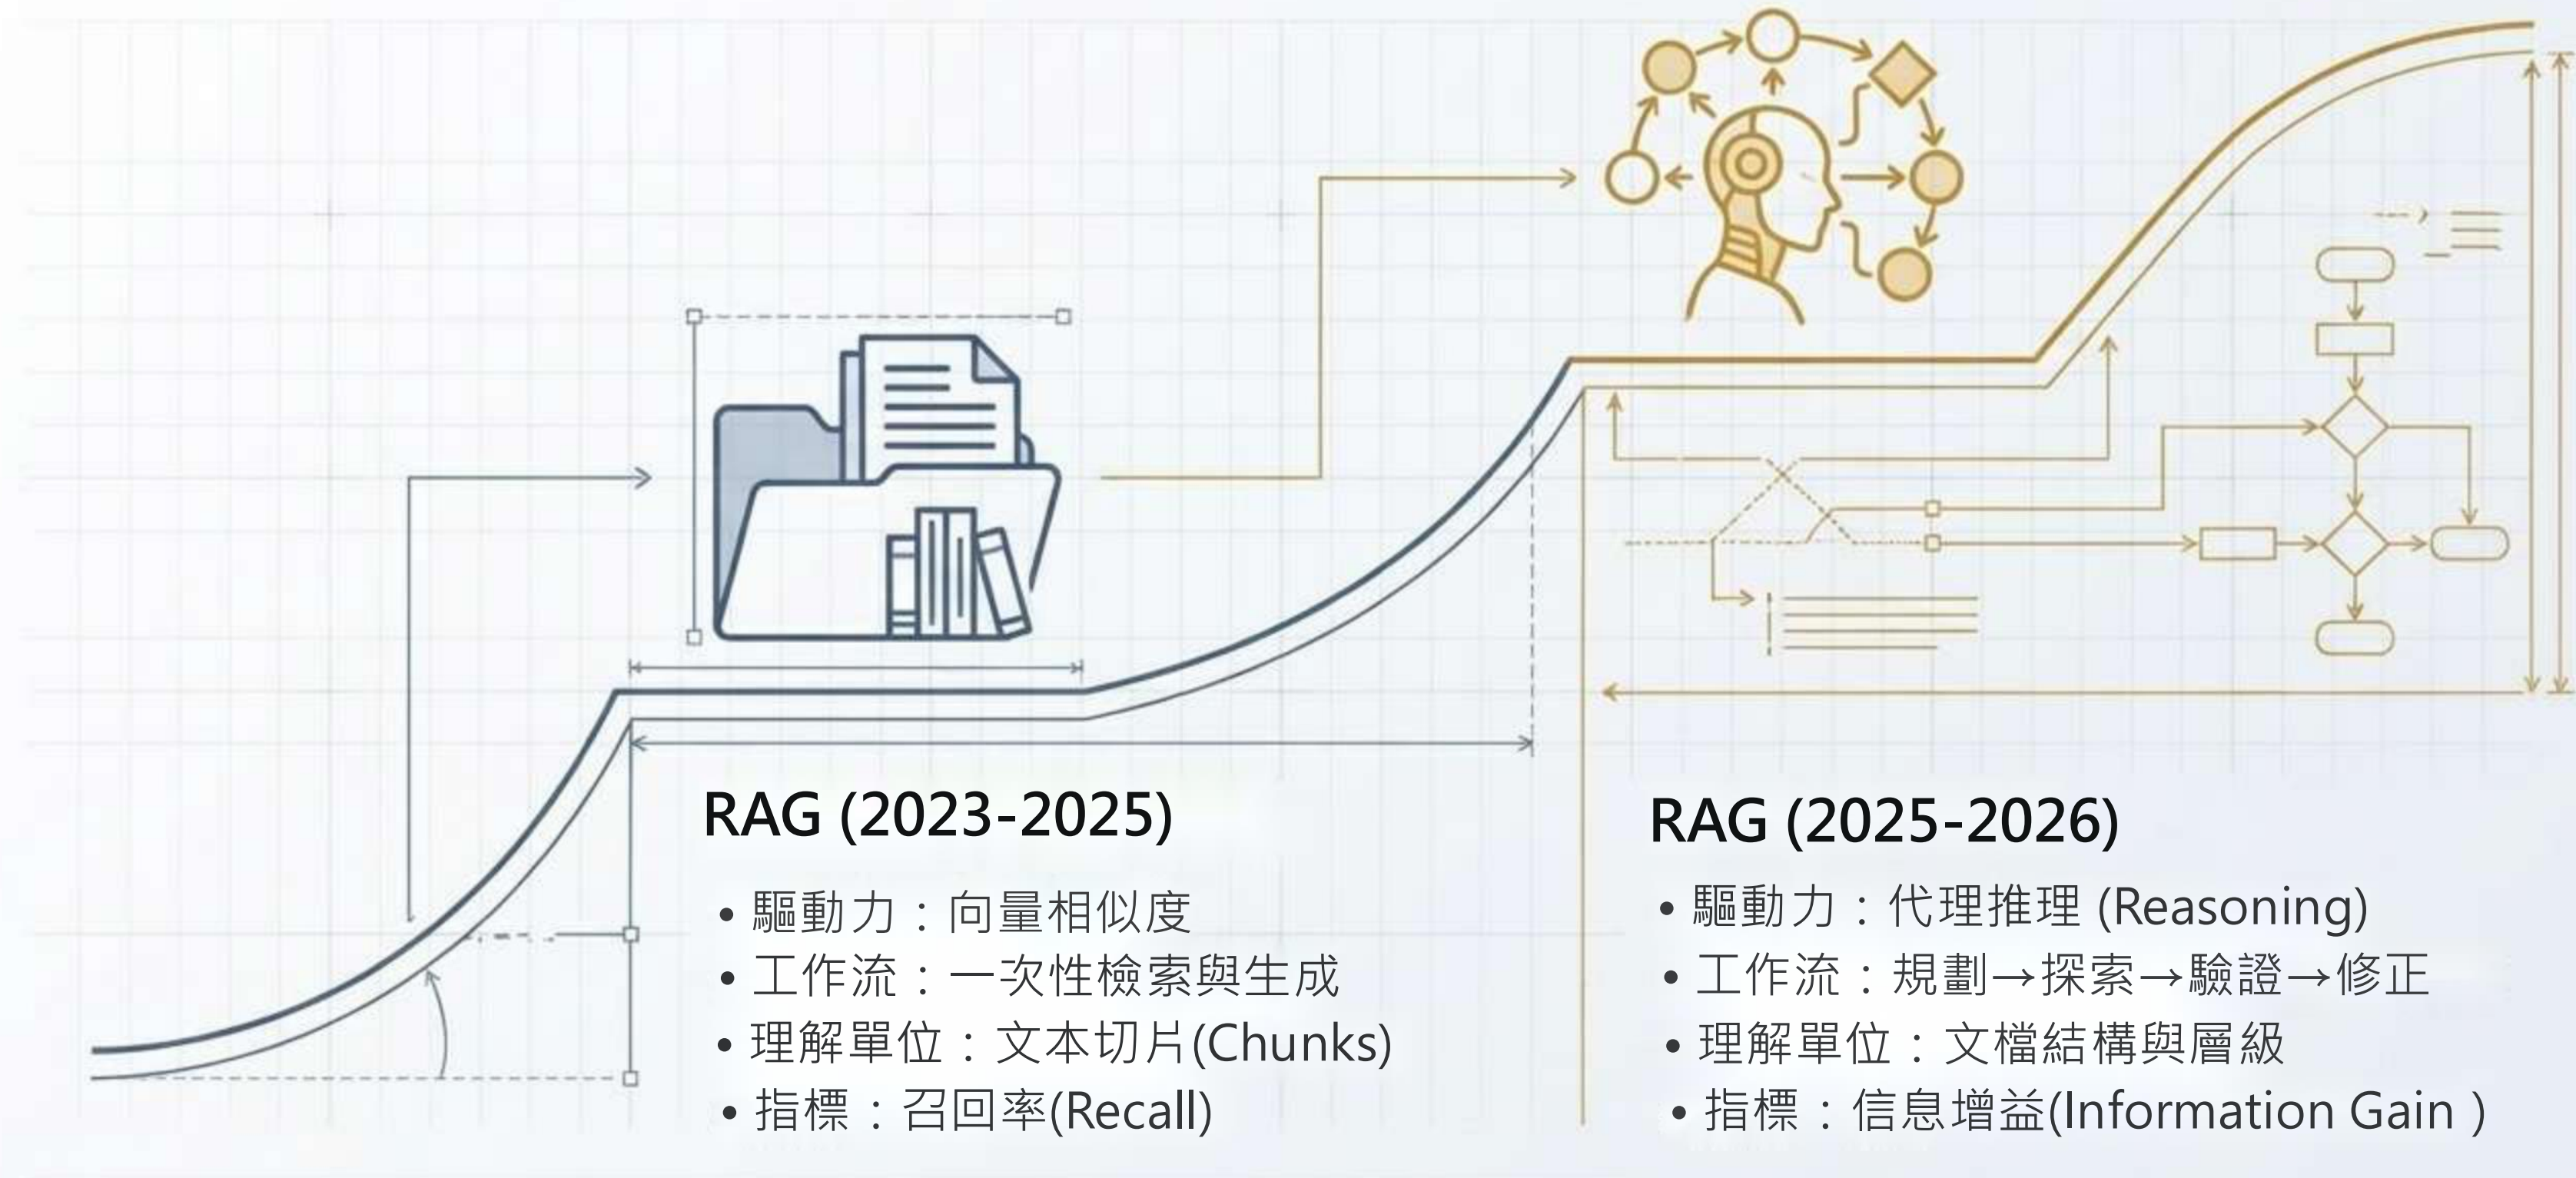 RAG (2023-2025)
• 驅動力：向量相似度
• 工作流：一次性檢索與生成
• 理解單位：文本切片(Chunks)
• 指標：召回率(Recall)
RAG (2025-2026)
• 驅動力：代理推理 (Reasoning)
• 工作流：規劃→探索→驗證→修正
• 理解單位：文檔結構與層級
• 指標：信息增益(Information Gain )